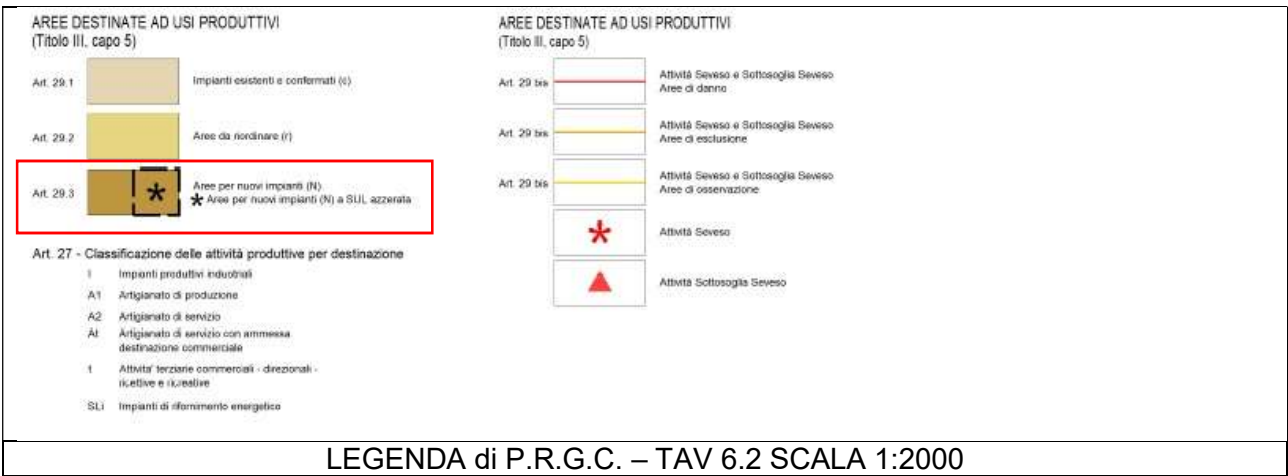 AREE DESTINATE AD USI PRODUTTIVI
(Titolo III, capo 5)
Art. 29.1
Impianti esistenti e confermati (c)
Art. 29.2
Aree da riordinare (r)
Art. 29.3
Aree per nuovi impianti (N)
* Aree per nuovi impianti (N) a SUL azzerata
Art. 27 - Classificazione delle attività produttive per destinazione
I Impianti produttivi industriali
A1 Artigianato di produzione
A2 Artigianato di servizio
At Artigianato di servizio con ammessa
destinazione commerciale
t Attivita' terziarie commerciali - direzionali -
ricettive e ricreative
SLi Impianti di rifornimento energetico
AREE DESTINATE AD USI PRODUTTIVI
(Titolo III, capo 5)
Art. 29 bis
Attività Seveso e Sottosoglia Seveso
Aree di danno
Art. 29 bis
Attività Seveso e Sottosoglia Seveso
Aree di esclusione
Art. 29 bis
Attività Seveso e Sottosoglia Seveso
Aree di osservazione
Attività Seveso
Attività Sottosoglia Seveso
LEGENDA di P.R.G.C. – TAV 6.2 SCALA 1:2000